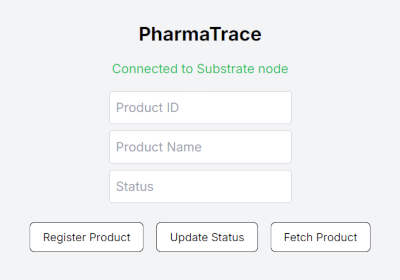 PharmaTrace
Connected to Substrate node
Product ID
Product Name
Status
Register Product Update Status Fetch Product